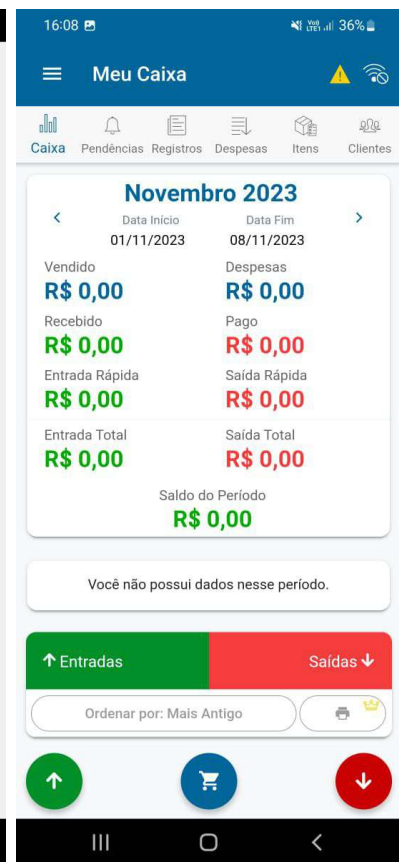 16:08 36%
Meu Caixa
Caixa Pendências Registros Despesas Itens Clientes
Novembro 2023
Data Início Data Fim
01/11/2023 08/11/2023
Vendido Despesas
R$ 0,00 R$ 0,00
Recebido Pago
R$ 0,00 R$ 0,00
Entrada Rápida Saída Rápida
R$ 0,00 R$ 0,00
Entrada Total Saída Total
R$ 0,00 R$ 0,00
Saldo do Período
R$ 0,00
Você não possui dados nesse período.
Entradas Saídas
Ordenar por: Mais Antigo